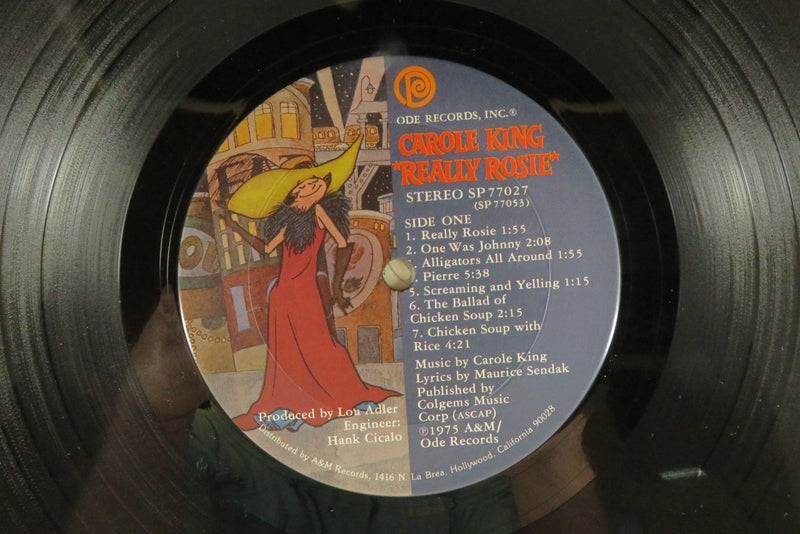 ODE RECORDS, INC.®
CAROLE KING
"REALLY ROSIE"
STEREO SP 77027
(SP 77053)
SIDE ONE
1. Really Rosie 1:55
2. One Was Johnny 2:08
. Alligators All Around 1:55
. Pierre 5:38
5. Screaming and Yelling 1:15
6. The Ballad of
Chicken Soup 2:15
7. Chicken Soup with
Rice 4:21
Music by Carole King
Lyrics by Maurice Sendak
Published by
Colgems Music
Corp (ASCAP)
℗1975 A&M/
Ode Records
Produced by Lou Adler
Engineer:
Hank Cicalo
Distributed by A&M Records, 1416 N. La Brea, Hollywood, California 90028